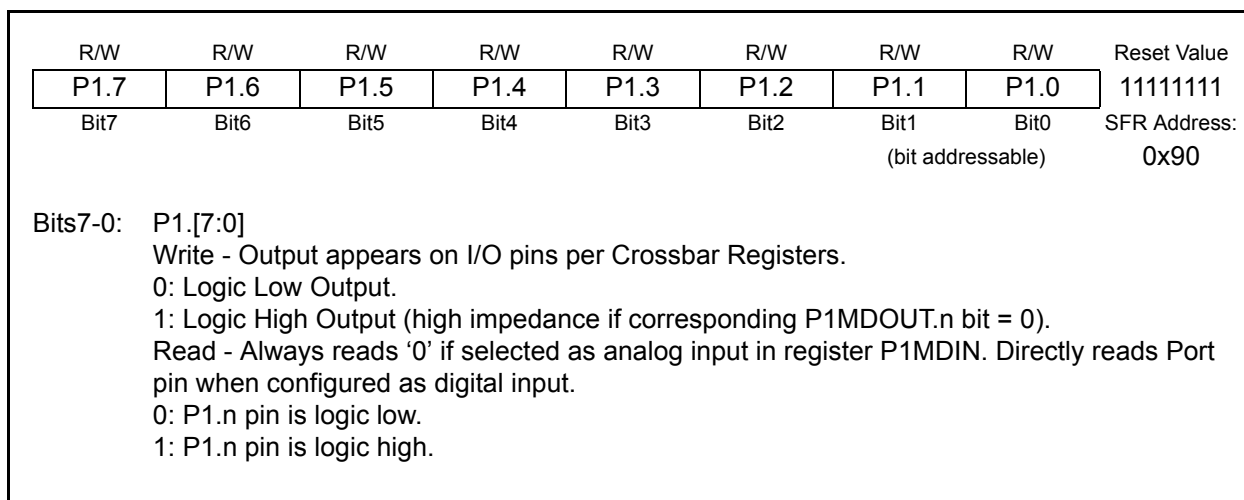 R/W R/W R/W R/W R/W R/W R/W R/W Reset Value
P1.7 P1.6 P1.5 P1.4 P1.3 P1.2 P1.1 P1.0 11111111
Bit7 Bit6 Bit5 Bit4 Bit3 Bit2 Bit1 Bit0 SFR Address:
(bit addressable) 0x90
Bits7-0: P1.[7:0]
Write - Output appears on I/O pins per Crossbar Registers.
0: Logic Low Output.
1: Logic High Output (high impedance if corresponding P1MDOUT.n bit = 0).
Read - Always reads ‘0’ if selected as analog input in register P1MDIN. Directly reads Port
pin when configured as digital input.
0: P1.n pin is logic low.
1: P1.n pin is logic high.